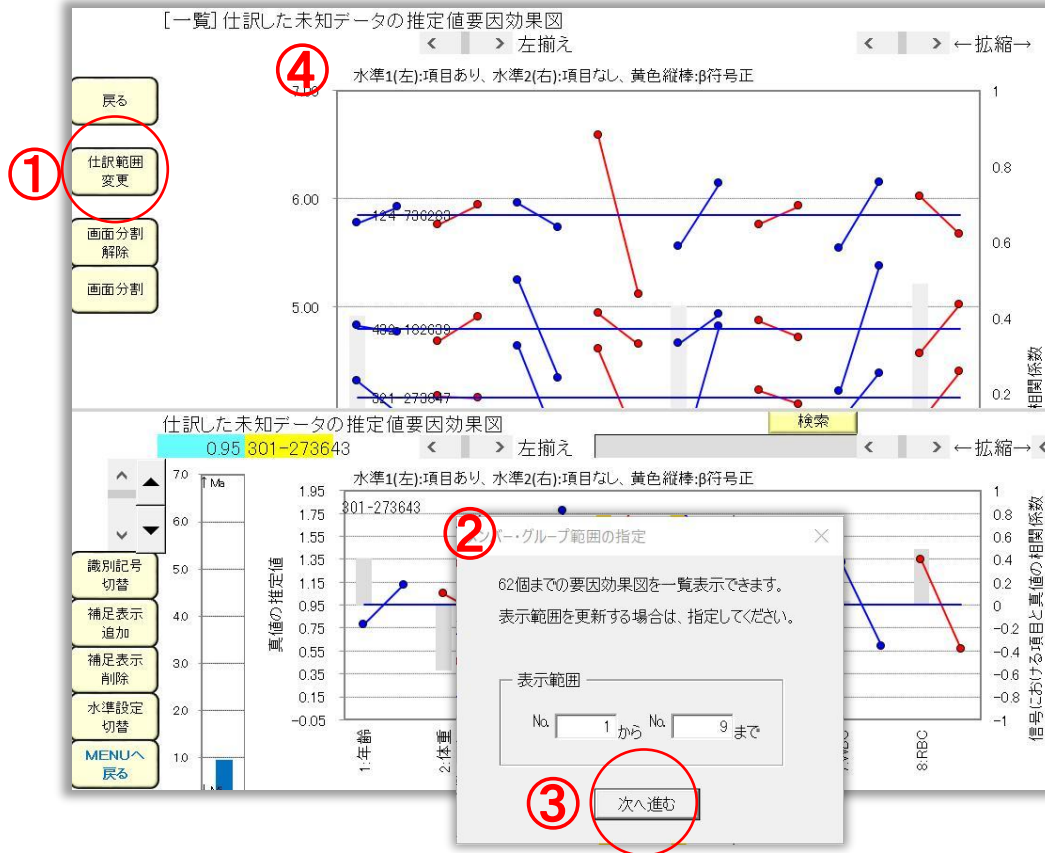 [一覧] 仕訳した未知データの推定値要因効果図
左揃え
←拡縮→
④
水準1(左):項目あり、水準2(右):項目なし、黄色縦棒:β符号正
戻る
①
仕訳範囲
変更
画面分割
解除
画面分割
7.00
6.00
5.00
124-736283
321-273647
1
0.8
0.6
0.4
0.2
相関係数
仕訳した未知データの推定値要因効果図
検索
0.95 301-273643
左揃え
←拡縮→
水準1(左):項目あり、水準2(右):項目なし、黄色縦棒:β符号正
識別記号
切替
補足表示
追加
補足表示
削除
水準設定
切替
MENUへ
戻る
7.0
6.0
5.0
4.0
3.0
2.0
1.0
↑Ma
真値の推定値
1.95
1.75
1.55
1.35
1.15
0.95
0.75
0.55
0.35
0.15
-0.05
301-273643
1:年齢
2:体重
8:RBC
1
0.8
0.6
0.4
0.2
0
-0.2
-0.4
-0.6
-0.8
-1
信号における項目と真値の相関係数
②
バー・グループ範囲の指定
62個までの要因効果図を一覧表示できます。
表示範囲を更新する場合は、指定してください。
表示範囲
No. 1 から No. 9 まで
③
次へ進む